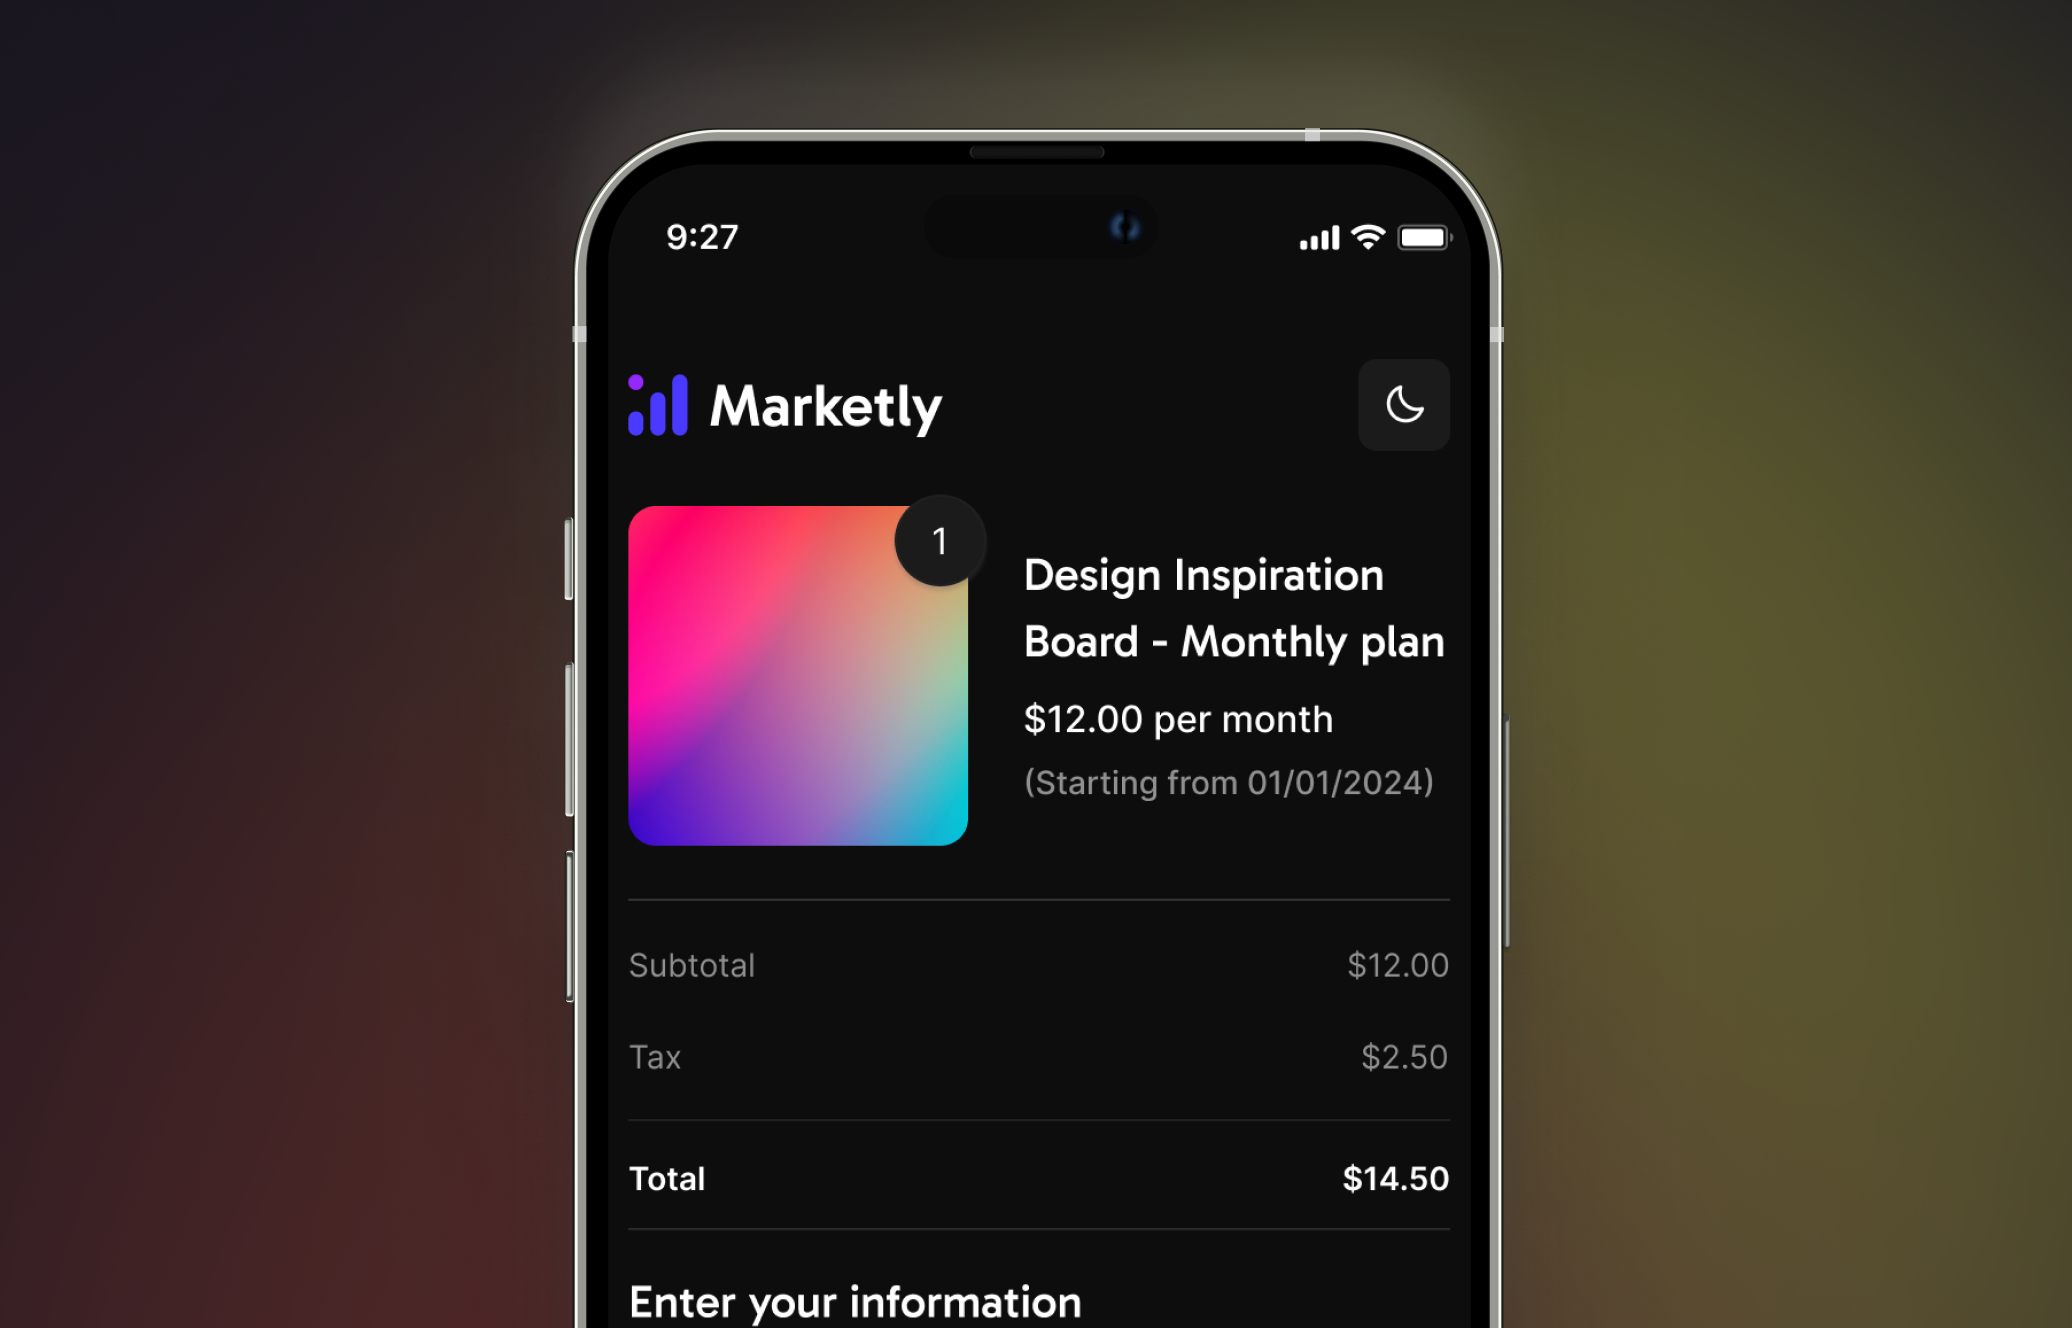 9:27
Marketly
1
Design Inspiration
Board - Monthly plan
$12.00 per month
(Starting from 01/01/2024)
Subtotal $12.00
Tax $2.50
Total $14.50
Enter your information